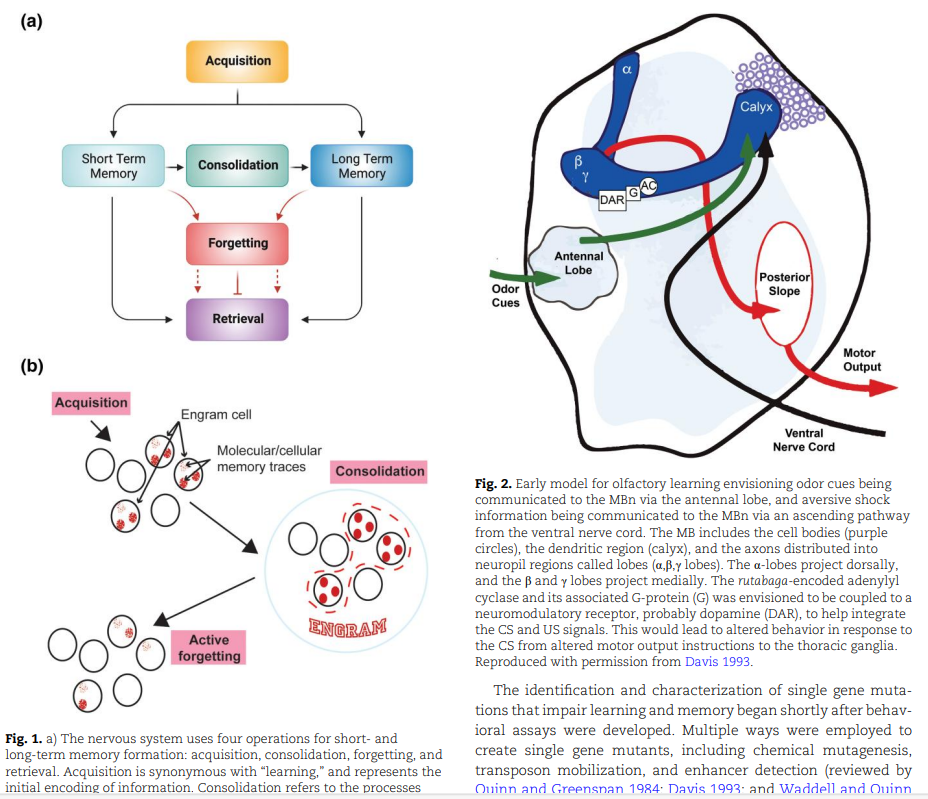 (a)
Acquisition
Short Term
Memory
Consolidation
Long Term
Memory
Forgetting
Retrieval
(b)
Acquisition
Engram cell
Molecular/cellular
memory traces
Consolidation
ENGRAM
Active
forgetting
Fig. 1. a) The nervous system uses four operations for short- and
long-term memory formation: acquisition, consolidation, forgetting, and
retrieval. Acquisition is synonymous with “learning,” and represents the
initial encoding of information. Consolidation refers to the processes
α
Calyx
β
γ
DAR
G
AC
Antennal
Lobe
Odor
Cues
Posterior
Slope
Motor
Output
Ventral
Nerve Cord
Fig. 2. Early model for olfactory learning envisioning odor cues being
communicated to the MBn via the antennal lobe, and aversive shock
information being communicated to the MBn via an ascending pathway
from the ventral nerve cord. The MB includes the cell bodies (purple
circles), the dendritic region (calyx), and the axons distributed into
neuropil regions called lobes (α,β,γ lobes). The α-lobes project dorsally,
and the β and γ lobes project medially. The rutabaga-encoded adenylyl
cyclase and its associated G-protein (G) was envisioned to be coupled to a
neuromodulatory receptor, probably dopamine (DAR), to help integrate
the CS and US signals. This would lead to altered behavior in response to
the CS from altered motor output instructions to the thoracic ganglia.
Reproduced with permission from Davis 1993.
The identification and characterization of single gene muta-
tions that impair learning and memory began shortly after behav-
ioral assays were developed. Multiple ways were employed to
create single gene mutants, including chemical mutagenesis,
transposon mobilization, and enhancer detection (reviewed by
Quinn and Greenspan 1984; Davis 1993; and Waddell and Quinn